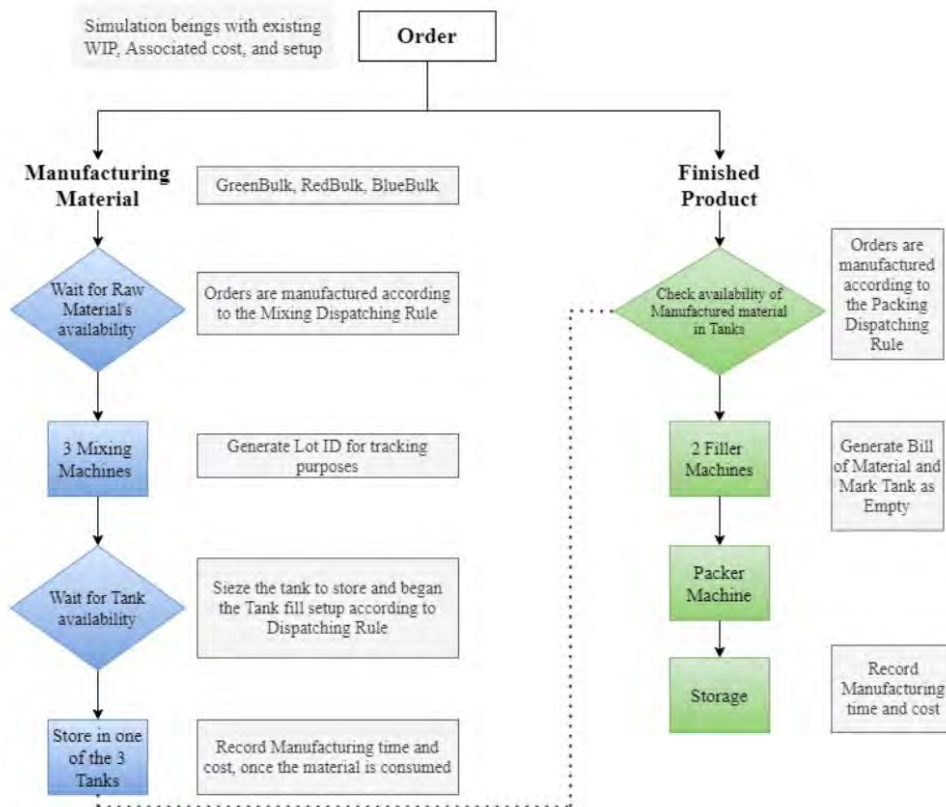 Simulation beings with existing
WIP, Associated cost, and setup
Order
Manufacturing
Material
GreenBulk, RedBulk, BlueBulk
Wait for Raw
Material's
availability
Orders are manufactured according
to the Mixing Dispatching Rule
3 Mixing
Machines
Generate Lot ID for tracking
purposes
Wait for Tank
availability
Sieze the tank to store and began
the Tank fill setup according to
Dispatching Rule
Store in one
of the 3
Tanks
Record Manufacturing time and
cost, once the material is consumed
Finished
Product
Check availability of
Manufactured material
in Tanks
Orders are
manufactured
according to
the Packing
Dispatching
Rule
2 Filler
Machines
Generate Bill
of Material and
Mark Tank as
Empty
Packer
Machine
Storage
Record
Manufacturing
time and cost